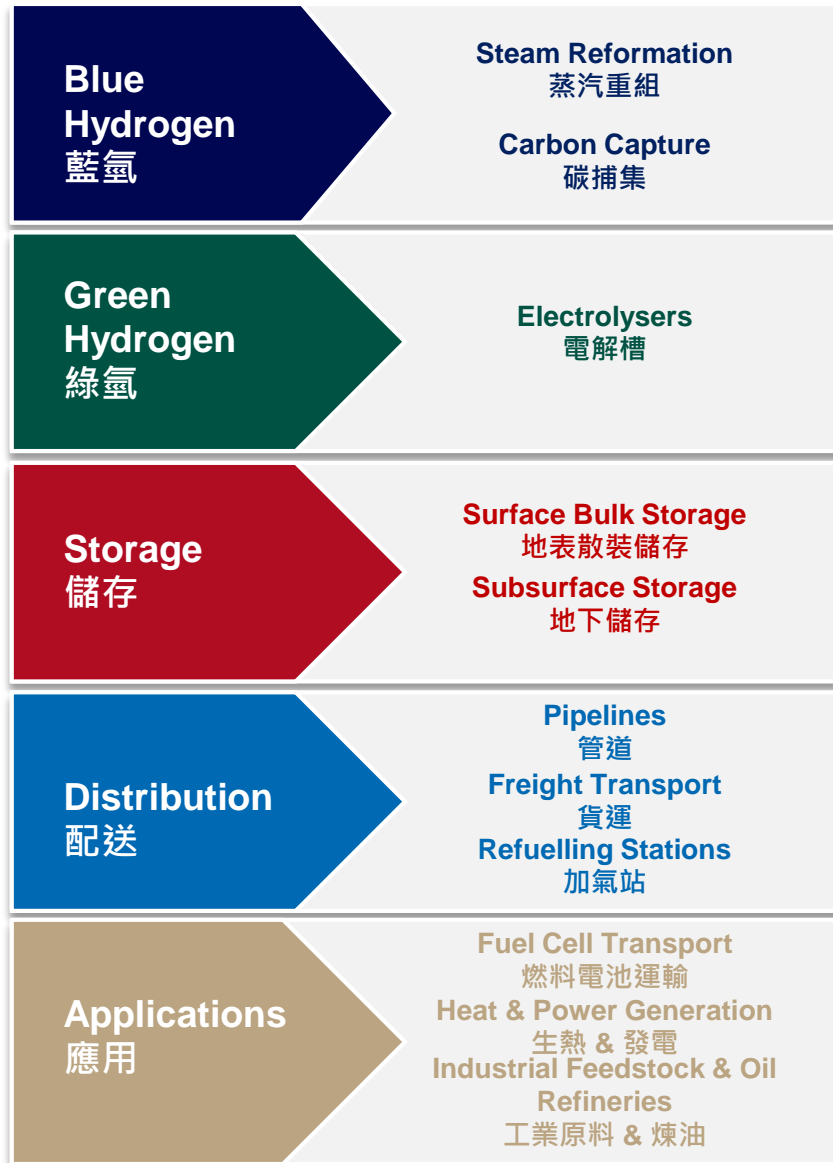 Blue
Hydrogen
藍氫
Steam Reformation
蒸汽重組
Carbon Capture
碳捕集
Green
Hydrogen
綠氫
Electrolysers
電解槽
Storage
儲存
Surface Bulk Storage
地表散裝儲存
Subsurface Storage
地下儲存
Distribution
配送
Pipelines
管道
Freight Transport
貨運
Refuelling Stations
加氣站
Applications
應用
Fuel Cell Transport
燃料電池運輸
Heat & Power Generation
生熱 & 發電
Industrial Feedstock & Oil
Refineries
工業原料 & 煉油